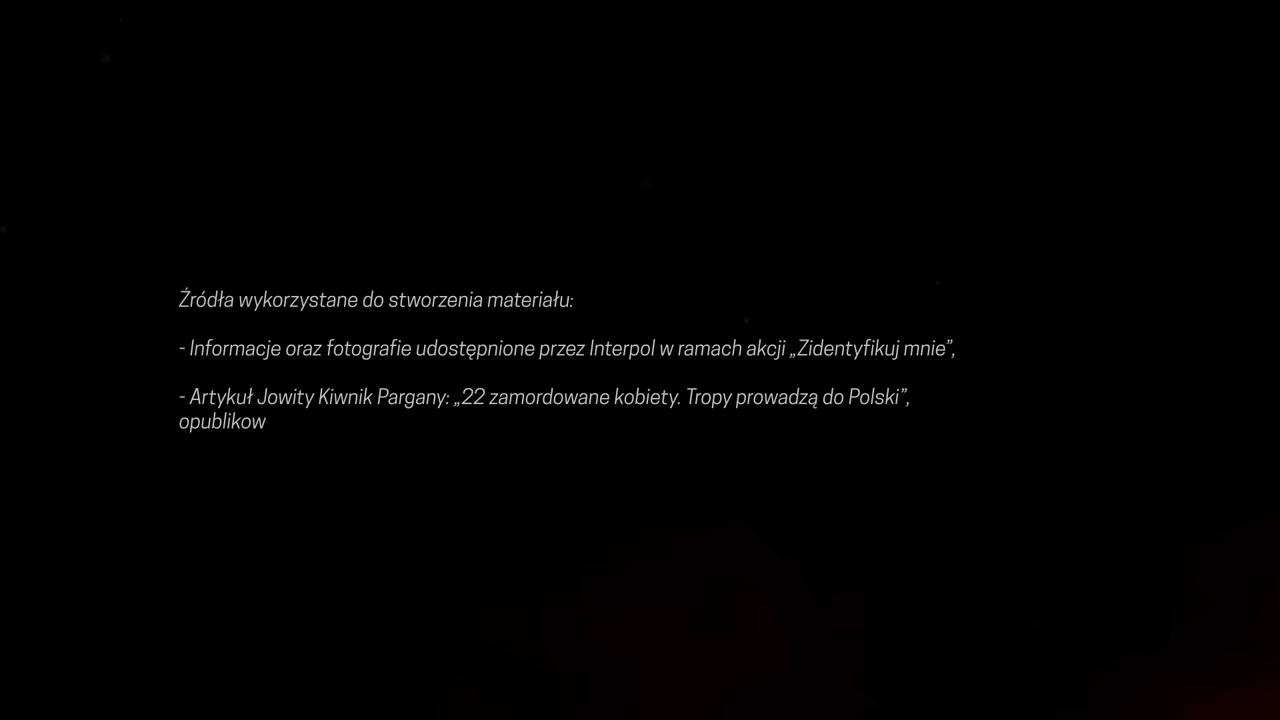 Źródła wykorzystane do stworzenia materiału:
- Informacje oraz fotografie udostępnione przez Interpol w ramach akcji „Zidentyfikuj mnie”,
- Artykuł Jowity Kiwnik Pargany: „22 zamordowane kobiety. Tropy prowadzą do Polski”,
opublikow